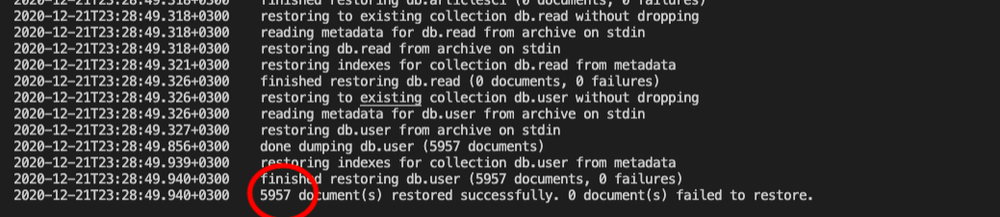 2020-12-21T23:28:49.318+0300 finished restoring db.articlesci (0 documents, 0 failures)
2020-12-21T23:28:49.318+0300 restoring to existing collection db.read without dropping
2020-12-21T23:28:49.318+0300 reading metadata for db.read from archive on stdin
2020-12-21T23:28:49.318+0300 restoring db.read from archive on stdin
2020-12-21T23:28:49.321+0300 restoring indexes for collection db.read from metadata
2020-12-21T23:28:49.326+0300 finished restoring db.read (0 documents, 0 failures)
2020-12-21T23:28:49.326+0300 restoring to existing collection db.user without dropping
2020-12-21T23:28:49.326+0300 reading metadata for db.user from archive on stdin
2020-12-21T23:28:49.327+0300 restoring db.user from archive on stdin
2020-12-21T23:28:49.856+0300 done dumping db.user (5957 documents)
2020-12-21T23:28:49.939+0300 restoring indexes for collection db.user from metadata
2020-12-21T23:28:49.940+0300 finished restoring db.user (5957 documents, 0 failures)
2020-12-21T23:28:49.940+0300 5957 document(s) restored successfully. 0 document(s) failed to restore.